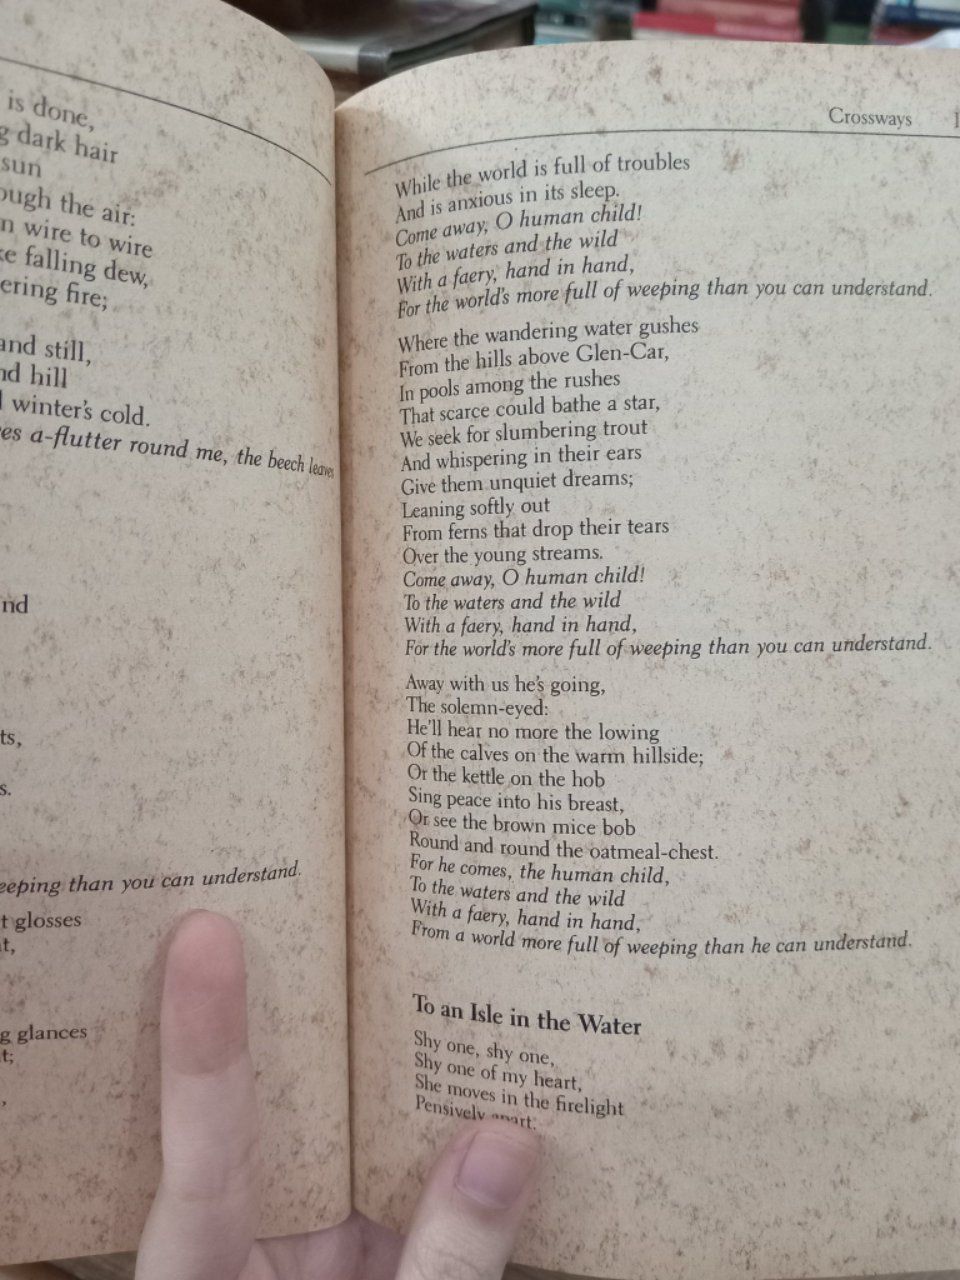 is done,
dark hair
sun
the air:
wire to wire
falling dew,
fire;
and still,
hill
winter's cold.
a-flutter round me, the beech leaves
than you can understand.
glosses
glances
Crossways
While the world is full of troubles
And is anxious in its sleep.
Come away, O human child!
To the waters and the wild
With a faery, hand in hand,
For the world's more full of weeping than you can understand.
Where the wandering water gushes
From the hills above Glen-Car,
In pools among the rushes
That scarce could bathe a star,
We seek for slumbering trout
And whispering in their ears
Give them unquiet dreams;
Leaning softly out
From ferns that drop their tears
Over the young streams.
Come away, O human child!
To the waters and the wild
With a faery, hand in hand,
For the world's more full of weeping than you can understand.
Away with us he's going,
The solemn-eyed:
He'll hear no more the lowing
Of the calves on the warm hillside;
Or the kettle on the hob
Sing peace into his breast,
Or see the brown mice bob
Round and round the oatmeal-chest.
For he comes, the human child,
To the waters and the wild
With a faery, hand in hand,
From a world more full of weeping than he can understand.
To an Isle in the Water
Shy one, shy one,
Shy one of my heart,
She moves in the firelight
Pensively apart.